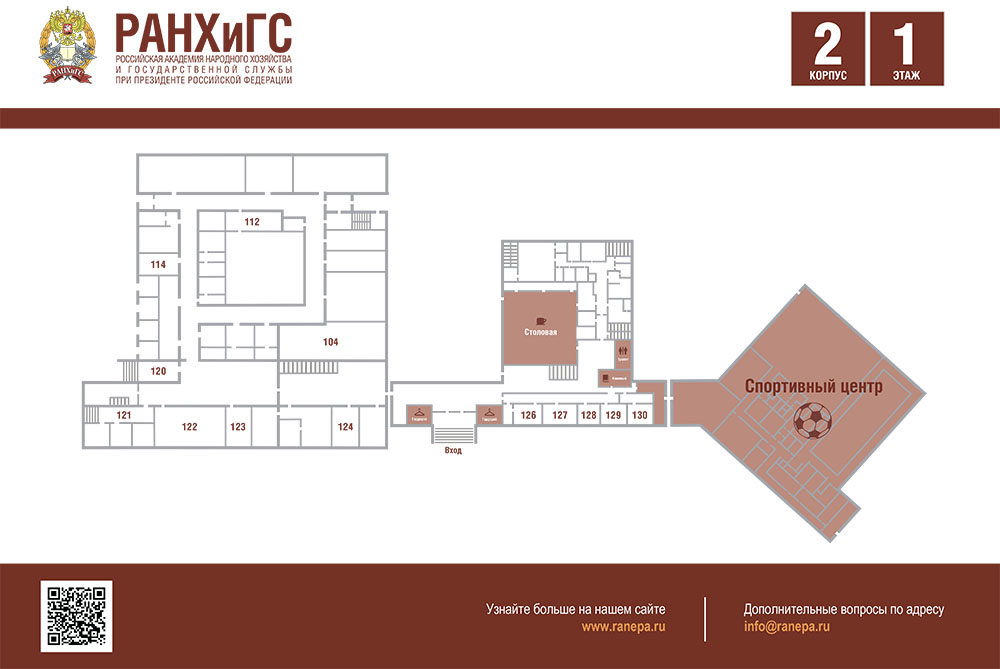 РАНХиГС
РОССИЙСКАЯ АКАДЕМИЯ НАРОДНОГО ХОЗЯЙСТВА
И ГОСУДАРСТВЕННОЙ СЛУЖБЫ
ПРИ ПРЕЗИДЕНТЕ РОССИЙСКОЙ ФЕДЕРАЦИИ
РАНХиГС
2
КОРПУС
1
ЭТАЖ
112
114
104
120
121
122
123
124
Столовая
Спортивный центр
126
127
128
129
130
Вход
Узнайте больше на нашем сайте
www.ranepa.ru
Дополнительные вопросы по адресу
info@ranepa.ru